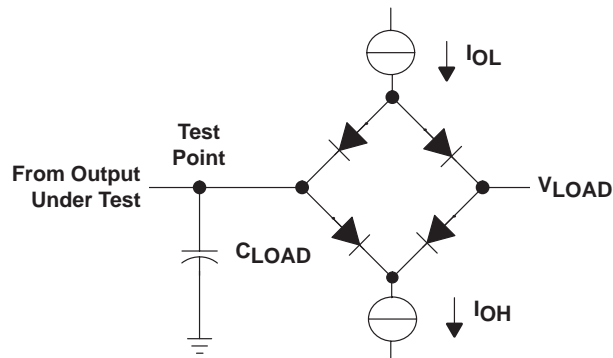 IOL
Test
Point
From Output
Under Test
VLOAD
CLOAD
IOH